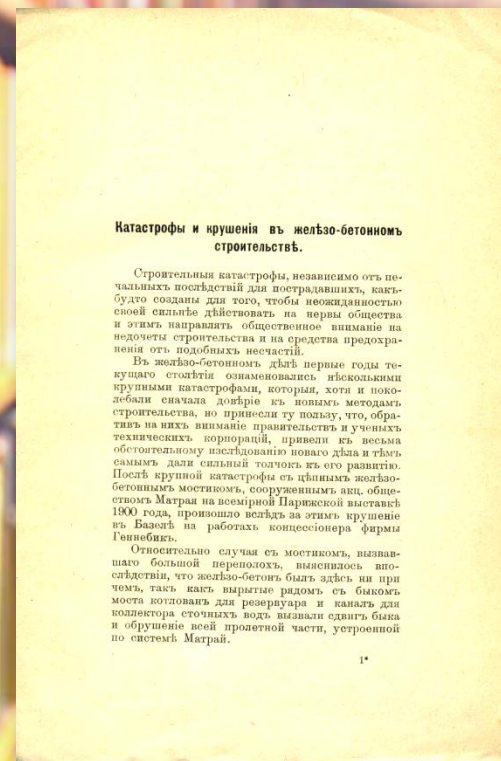 Катастрофы и крушенія въ желѣзо-бетонномъ
строительствѣ.
Строительныя катастрофы, независимо отъ пе-
чальныхъ послѣдствій для пострадавшихъ, какъ-
будто созданы для того, чтобы неожиданностью
своей сильнѣе дѣйствовать на нервы общества
и этимъ направлять общественное вниманіе на
недочеты строительства и на средства предохра-
ненія отъ подобныхъ несчастій.
Въ желѣзо-бетонномъ дѣлѣ первые годы те-
кущаго столѣтія ознаменовались нѣсколькими
крупными катастрофами, которыя, хотя и поко-
лебали сначала довѣріе къ новымъ методамъ
строительства, но принесли ту пользу, что, обра-
тивъ на нихъ вниманіе правительствъ и ученыхъ
техническихъ корпорацій, привели къ весьма
обстоятельному изслѣдованію новаго дѣла и тѣмъ
самымъ дали сильный толчокъ къ его развитію.
Послѣ крупной катастрофы съ цѣпнымъ желѣзо-
бетоннымъ мостикомъ, сооруженнымъ акц. обще-
ствомъ Матрая на всемірной Парижской выставкѣ
1900 года, произошло вслѣдъ за этимъ крушеніе
въ Базелѣ на работахъ концессіонера фирмы
Геннебикъ.
Относительно случая съ мостикомъ, вызвав-
шаго большой переполохъ, выяснилось впо-
слѣдствіи, что желѣзо-бетонъ былъ здѣсь ни при
чемъ, такъ какъ вырытые рядомъ съ быкомъ
моста котлованъ для резервуара и каналъ для
коллектора сточныхъ водъ вызвали сдвигъ быка
и обрушеніе всей пролетной части, устроенной
по системѣ Матрай.
1*